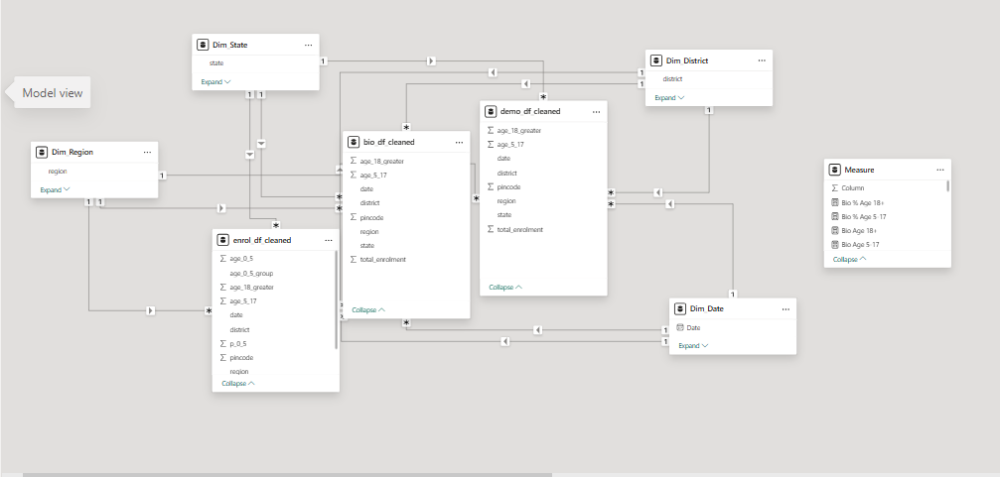 Model view
Dim_State
state
Expand
Dim_District
district
Expand
Dim_Region
region
Expand
bio_df_cleaned
age_18_greater
age_5_17
date
district
pincode
region
state
total_enrolment
Collapse
demo_df_cleaned
age_18_greater
age_5_17
date
district
pincode
region
state
total_enrolment
Collapse
Measure
Column
Bio % Age 18+
Bio % Age 5-17
Bio Age 18+
Bio Age 5-17
Collapse
enrol_df_cleaned
age_0_5
age_0_5_group
age_18_greater
age_5_17
date
district
p_0_5
pincode
region
Collapse
Dim_Date
Date
Expand
1
1
1
1
1
1
1
1
1
1
1
1